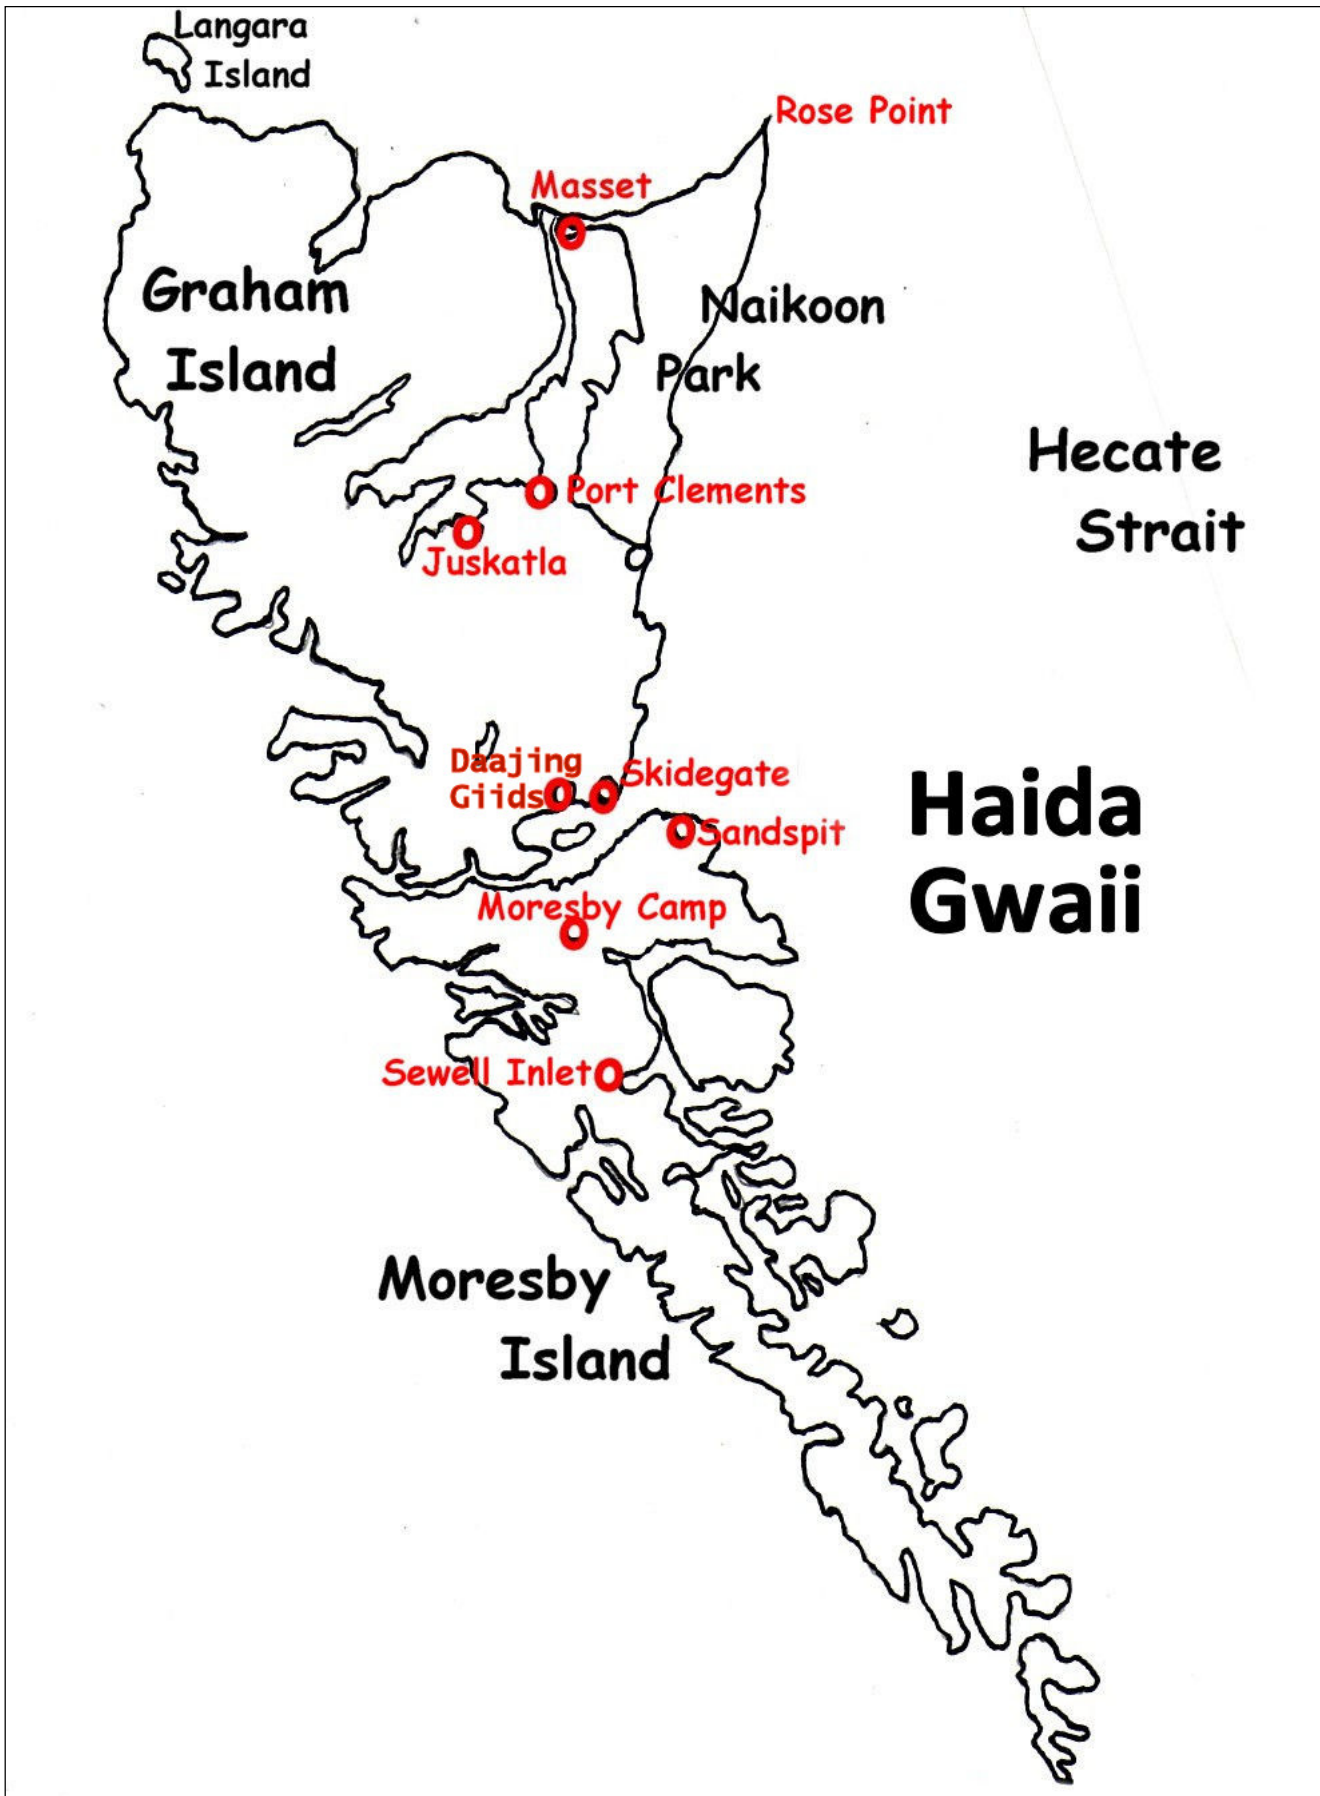 Langara
Island
Rose Point
Masset
Graham
Island
Naikoon
Park
Hecate
Strait
Port Clements
Juskatla
Daajing
Giids
Skidegate
Sandspit
Haida
Gwaii
Moresby Camp
Sewell Inlet
Moresby
Island